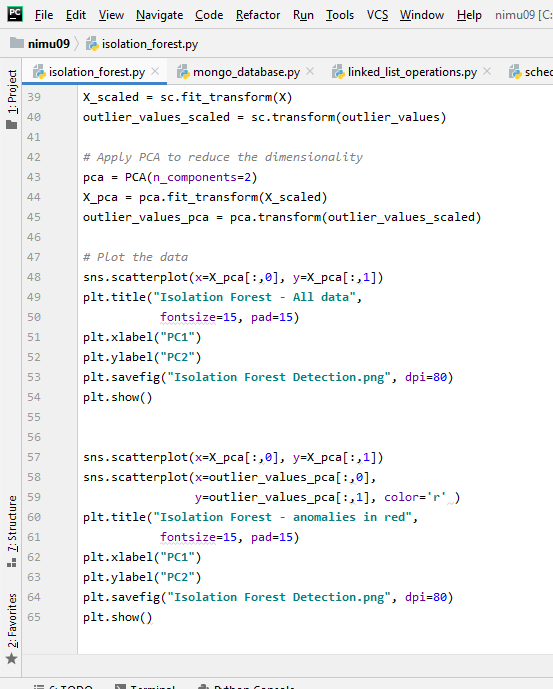 PC File Edit View Navigate Code Refactor Run Tools VCS Window Help nimu09 [C:
nimu09 isolation_forest.py
isolation_forest.py mongo_database.py linked_list_operations.py sched
1: Project
39 X_scaled = sc.fit_transform(X)
40 outlier_values_scaled = sc.transform(outlier_values)
41
42 # Apply PCA to reduce the dimensionality
43 pca = PCA(n_components=2)
44 X_pca = pca.fit_transform(X_scaled)
45 outlier_values_pca = pca.transform(outlier_values_scaled)
46
47 # Plot the data
48 sns.scatterplot(x=X_pca[:,0], y=X_pca[:,1])
49 plt.title("Isolation Forest - All data",
50 fontsize=15, pad=15)
51 plt.xlabel("PC1")
52 plt.ylabel("PC2")
53 plt.savefig("Isolation Forest Detection.png", dpi=80)
54 plt.show()
55
56
57 sns.scatterplot(x=X_pca[:,0], y=X_pca[:,1])
58 sns.scatterplot(x=outlier_values_pca[:,0],
59 y=outlier_values_pca[:,1], color='r' )
60 plt.title("Isolation Forest - anomalies in red",
61 fontsize=15, pad=15)
62 plt.xlabel("PC1")
63 plt.ylabel("PC2")
64 plt.savefig("Isolation Forest Detection.png", dpi=80)
65 plt.show()
7: Structure
2: Favorites
6: TODO Terminal Python Console